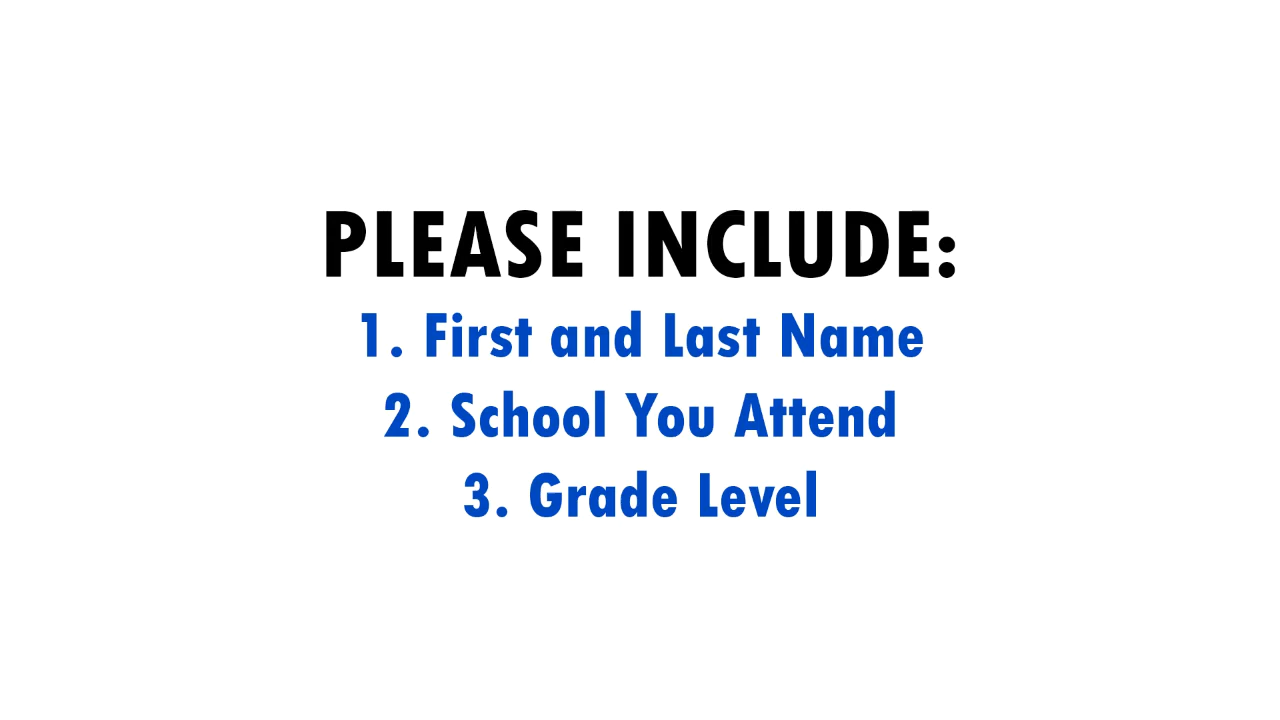 PLEASE INCLUDE:
1. First and Last Name
2. School You Attend
3. Grade Level